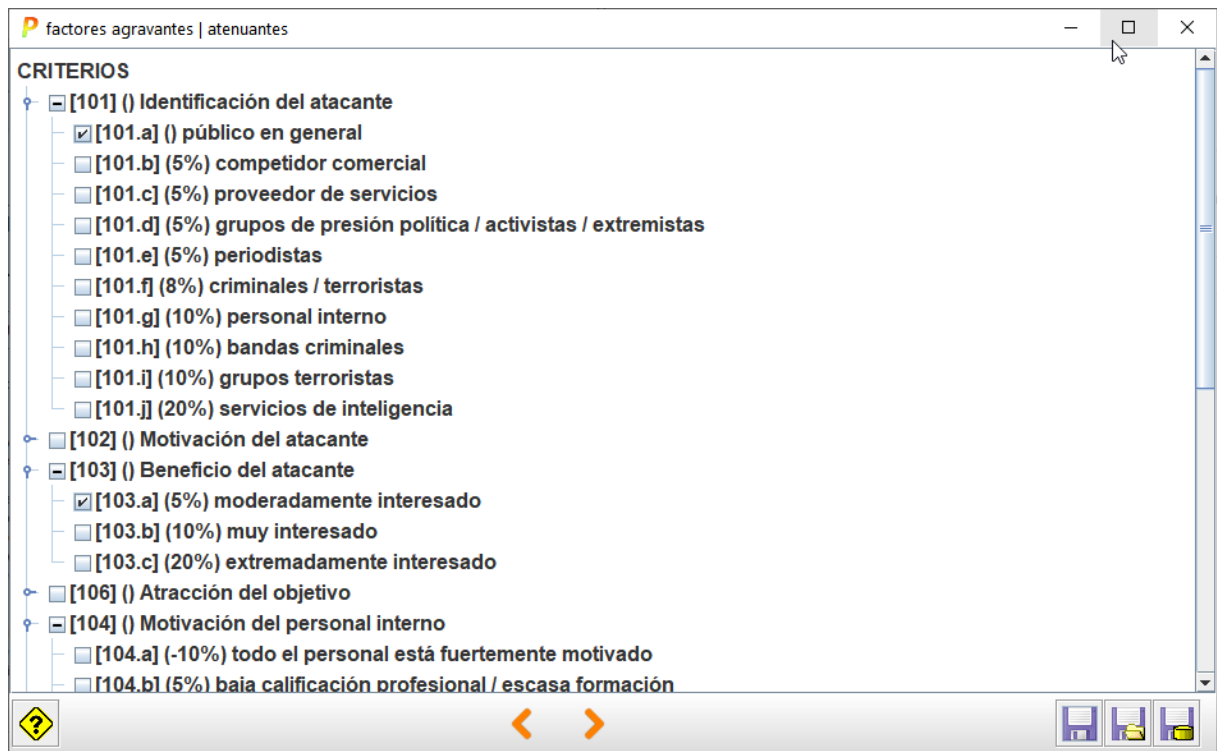 P factores agravantes | atenuantes
CRITERIOS
[101] () Identificación del atacante
[101.a] () público en general
[101.b] (5%) competidor comercial
[101.c] (5%) proveedor de servicios
[101.d] (5%) grupos de presión política / activistas / extremistas
[101.e] (5%) periodistas
[101.f] (8%) criminales / terroristas
[101.g] (10%) personal interno
[101.h] (10%) bandas criminales
[101.i] (10%) grupos terroristas
[101.j] (20%) servicios de inteligencia
[102] () Motivación del atacante
[103] () Beneficio del atacante
[103.a] (5%) moderadamente interesado
[103.b] (10%) muy interesado
[103.c] (20%) extremadamente interesado
[106] () Atracción del objetivo
[104] () Motivación del personal interno
[104.a] (-10%) todo el personal está fuertemente motivado
[104.b] (5%) baja calificación profesional / escasa formación
?